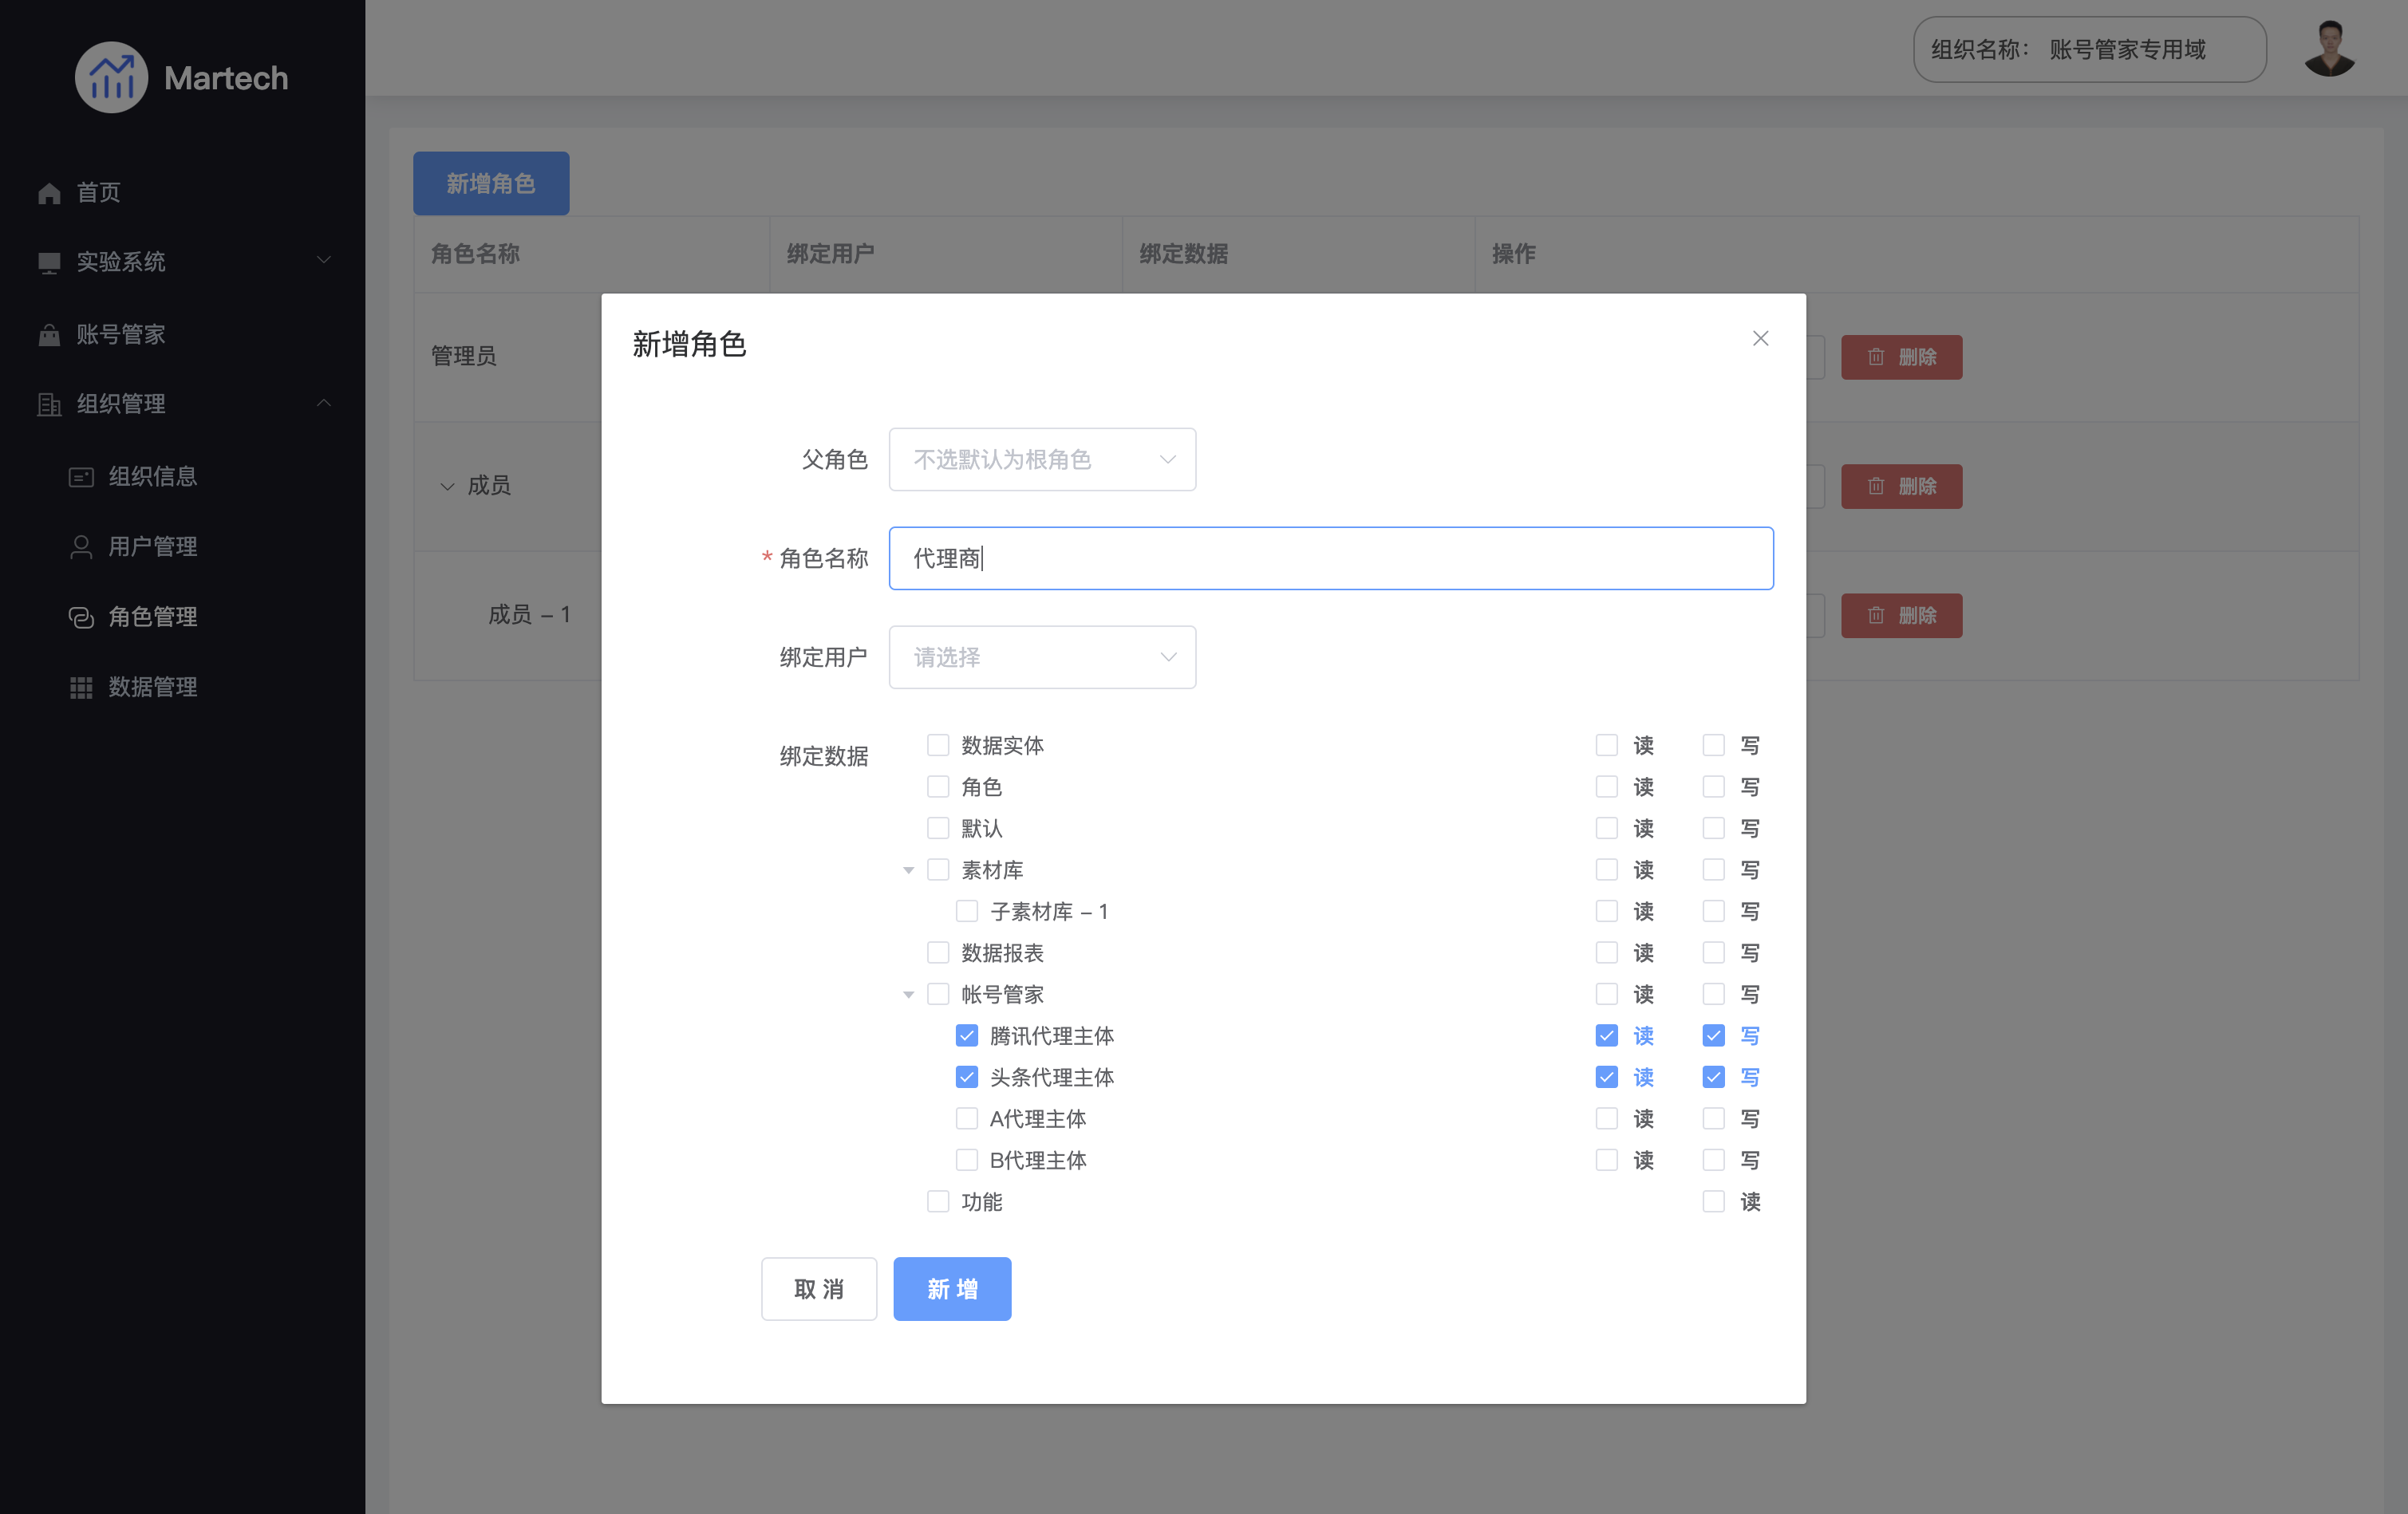 Martech
组织名称： 账号管家专用域
首页
实验系统
账号管家
组织管理
组织信息
用户管理
角色管理
数据管理
新增角色
角色名称 绑定用户 绑定数据 操作
管理员 删除
成员 删除
成员 – 1 删除
新增角色
父角色 不选默认为根角色
* 角色名称 代理商
绑定用户 请选择
绑定数据
数据实体 读 写
角色 读 写
默认 读 写
素材库 读 写
子素材库 – 1 读 写
数据报表 读 写
帐号管家 读 写
腾讯代理主体 读 写
头条代理主体 读 写
A代理主体 读 写
B代理主体 读 写
功能 读
取 消 新 增